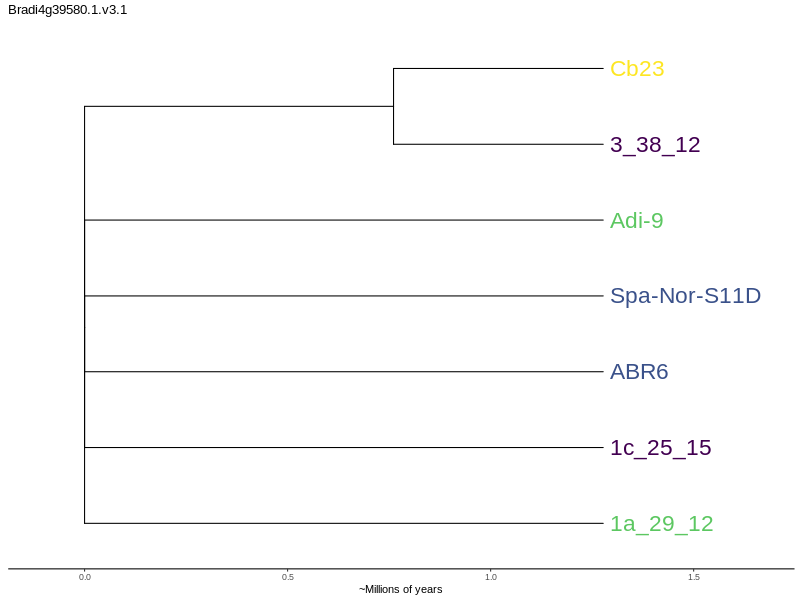 Bradi4g39580.1.v3.1
Cb23
3_38_12
Adi-9
Spa-Nor-S11D
ABR6
1c_25_15
1a_29_12
0.0 0.5 1.0 1.5
~Millions of years